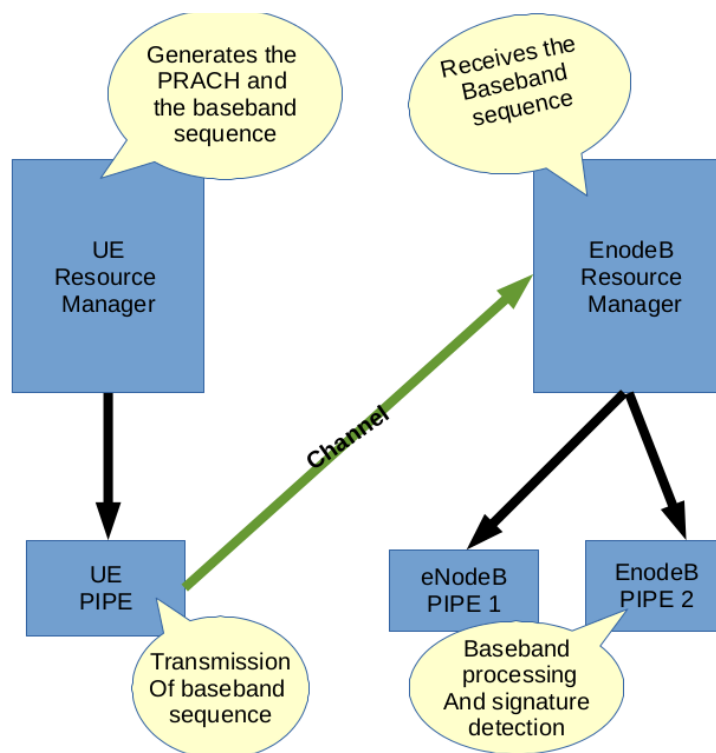 Generates the
PRACH and
the baseband
sequence
Receives the
Baseband
sequence
UE
Resource
Manager
EnodeB
Resource
Manager
Channel
UE
PIPE
eNodeB
PIPE 1
EnodeB
PIPE 2
Transmission
Of baseband
sequence
Baseband
processing
And signature
detection